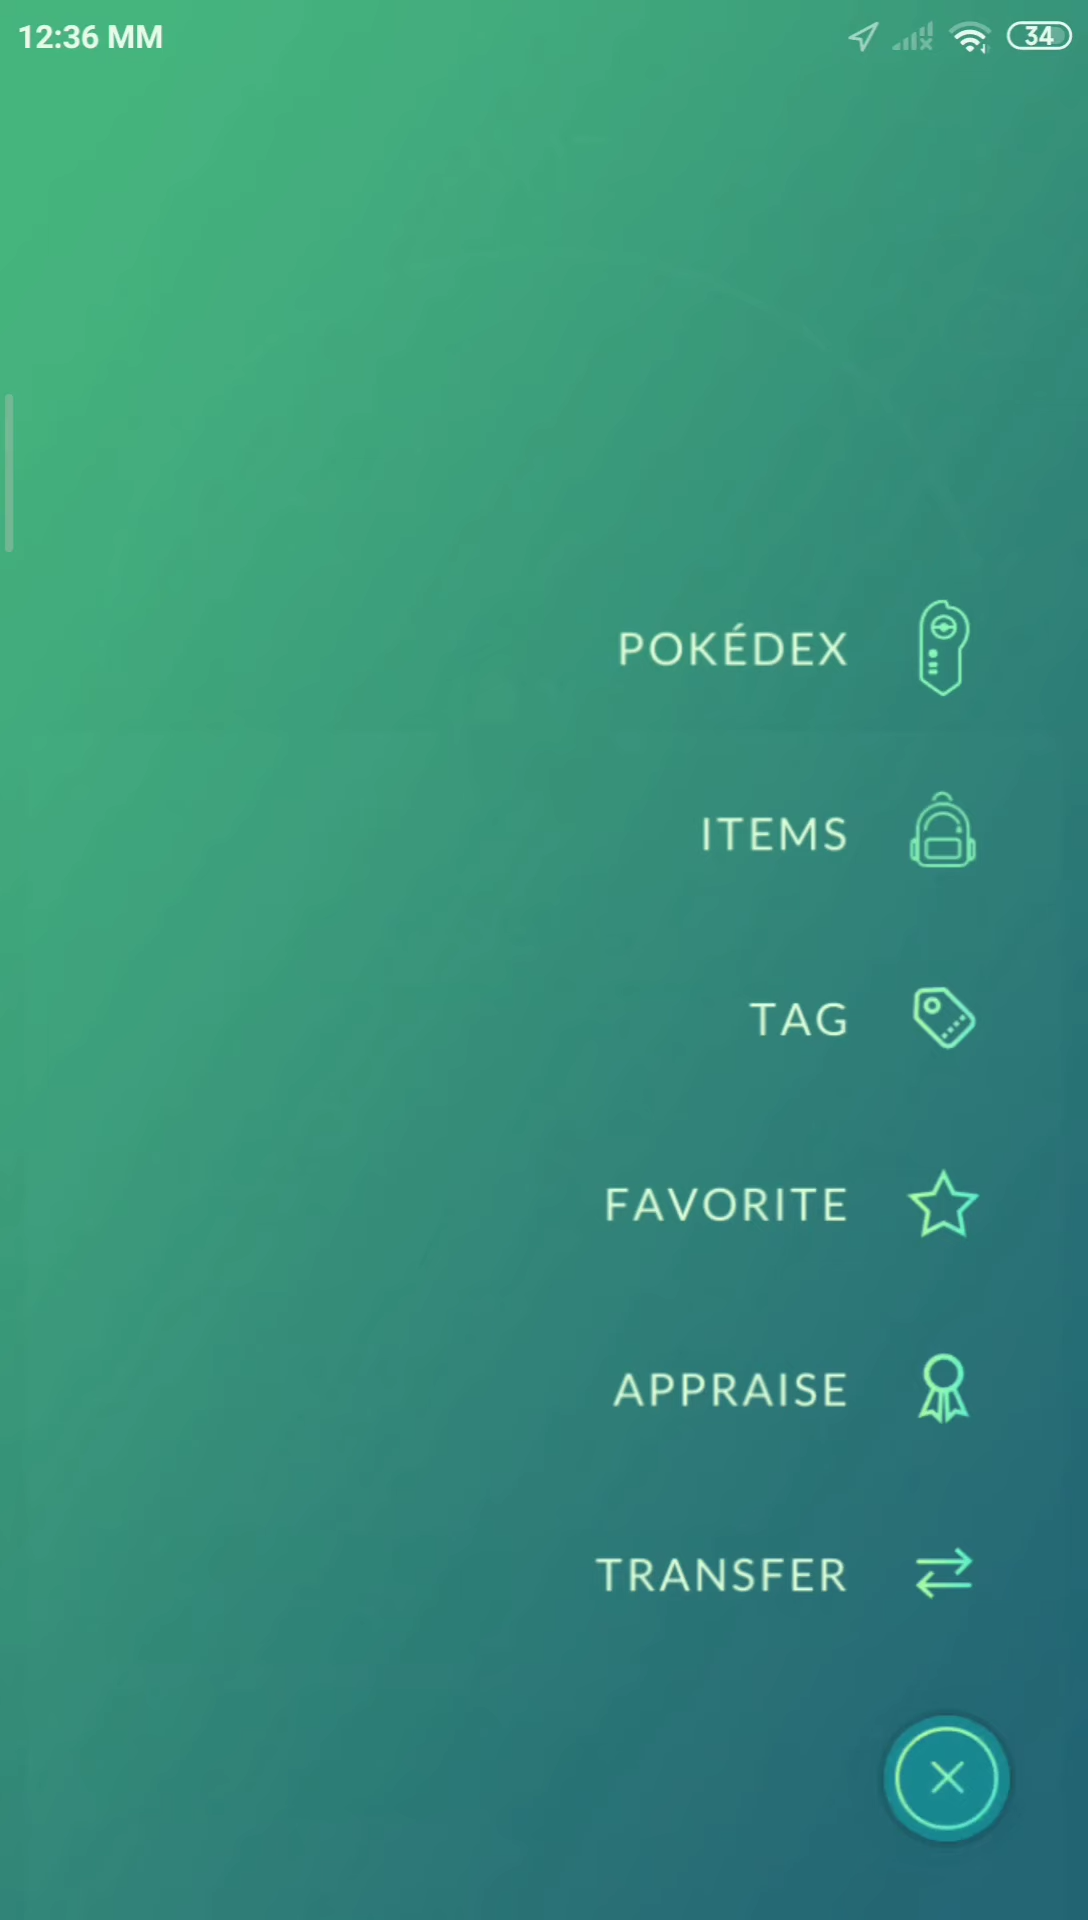 12:36 MM
34
POKÉDEX
ITEMS
TAG
FAVORITE
APPRAISE
TRANSFER